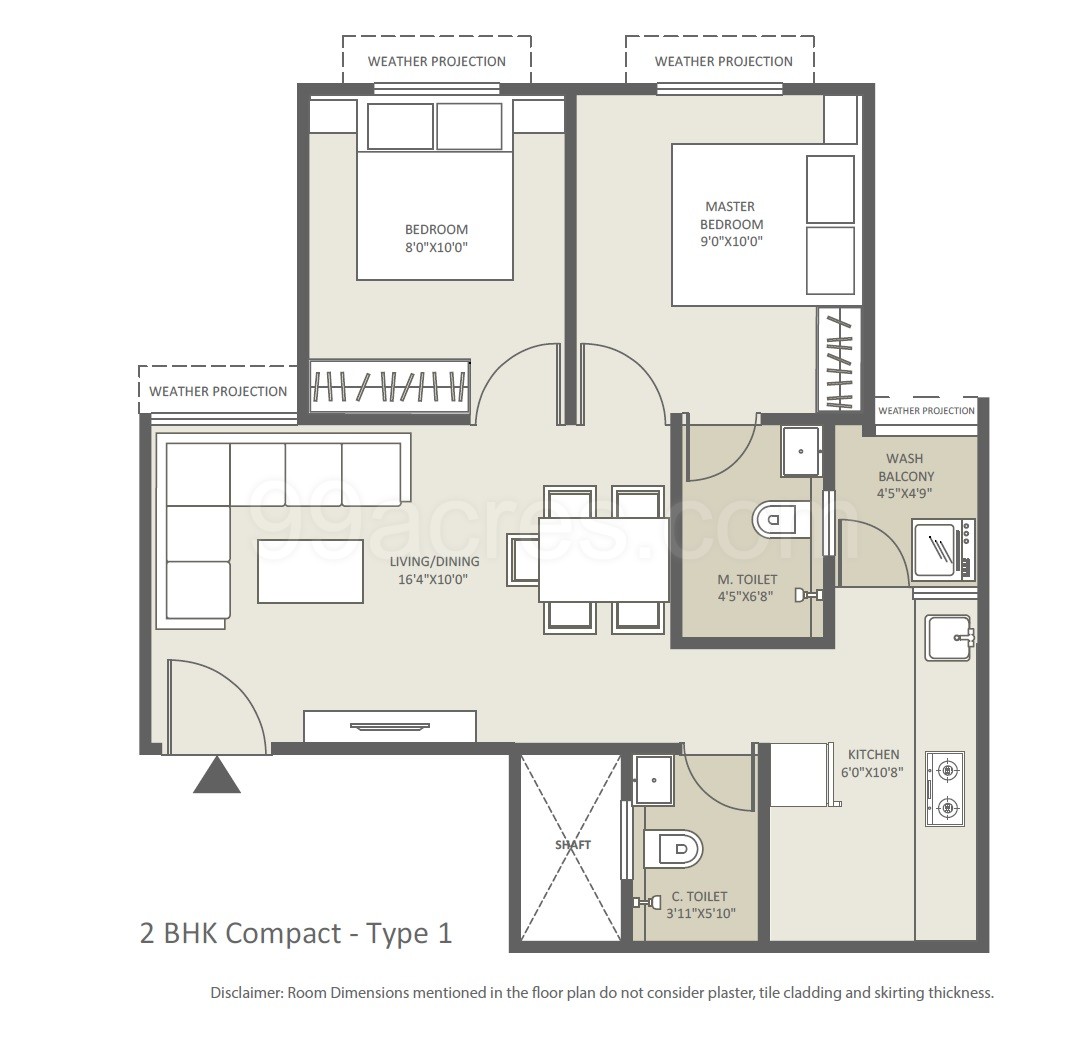 WEATHER PROJECTION
WEATHER PROJECTION
BEDROOM
8'0"X10'0"
MASTER
BEDROOM
9'0"X10'0"
WEATHER PROJECTION
WEATHER PROJECTION
WASH
BALCONY
4'5"X4'9"
99acres.com
LIVING/DINING
16'4"X10'0"
M. TOILET
4'5"X6'8"
KITCHEN
6'0"X10'8"
SHAFT
C. TOILET
3'11"X5'10"
2 BHK Compact - Type 1
Disclaimer: Room Dimensions mentioned in the floor plan do not consider plaster, tile cladding and skirting thickness.